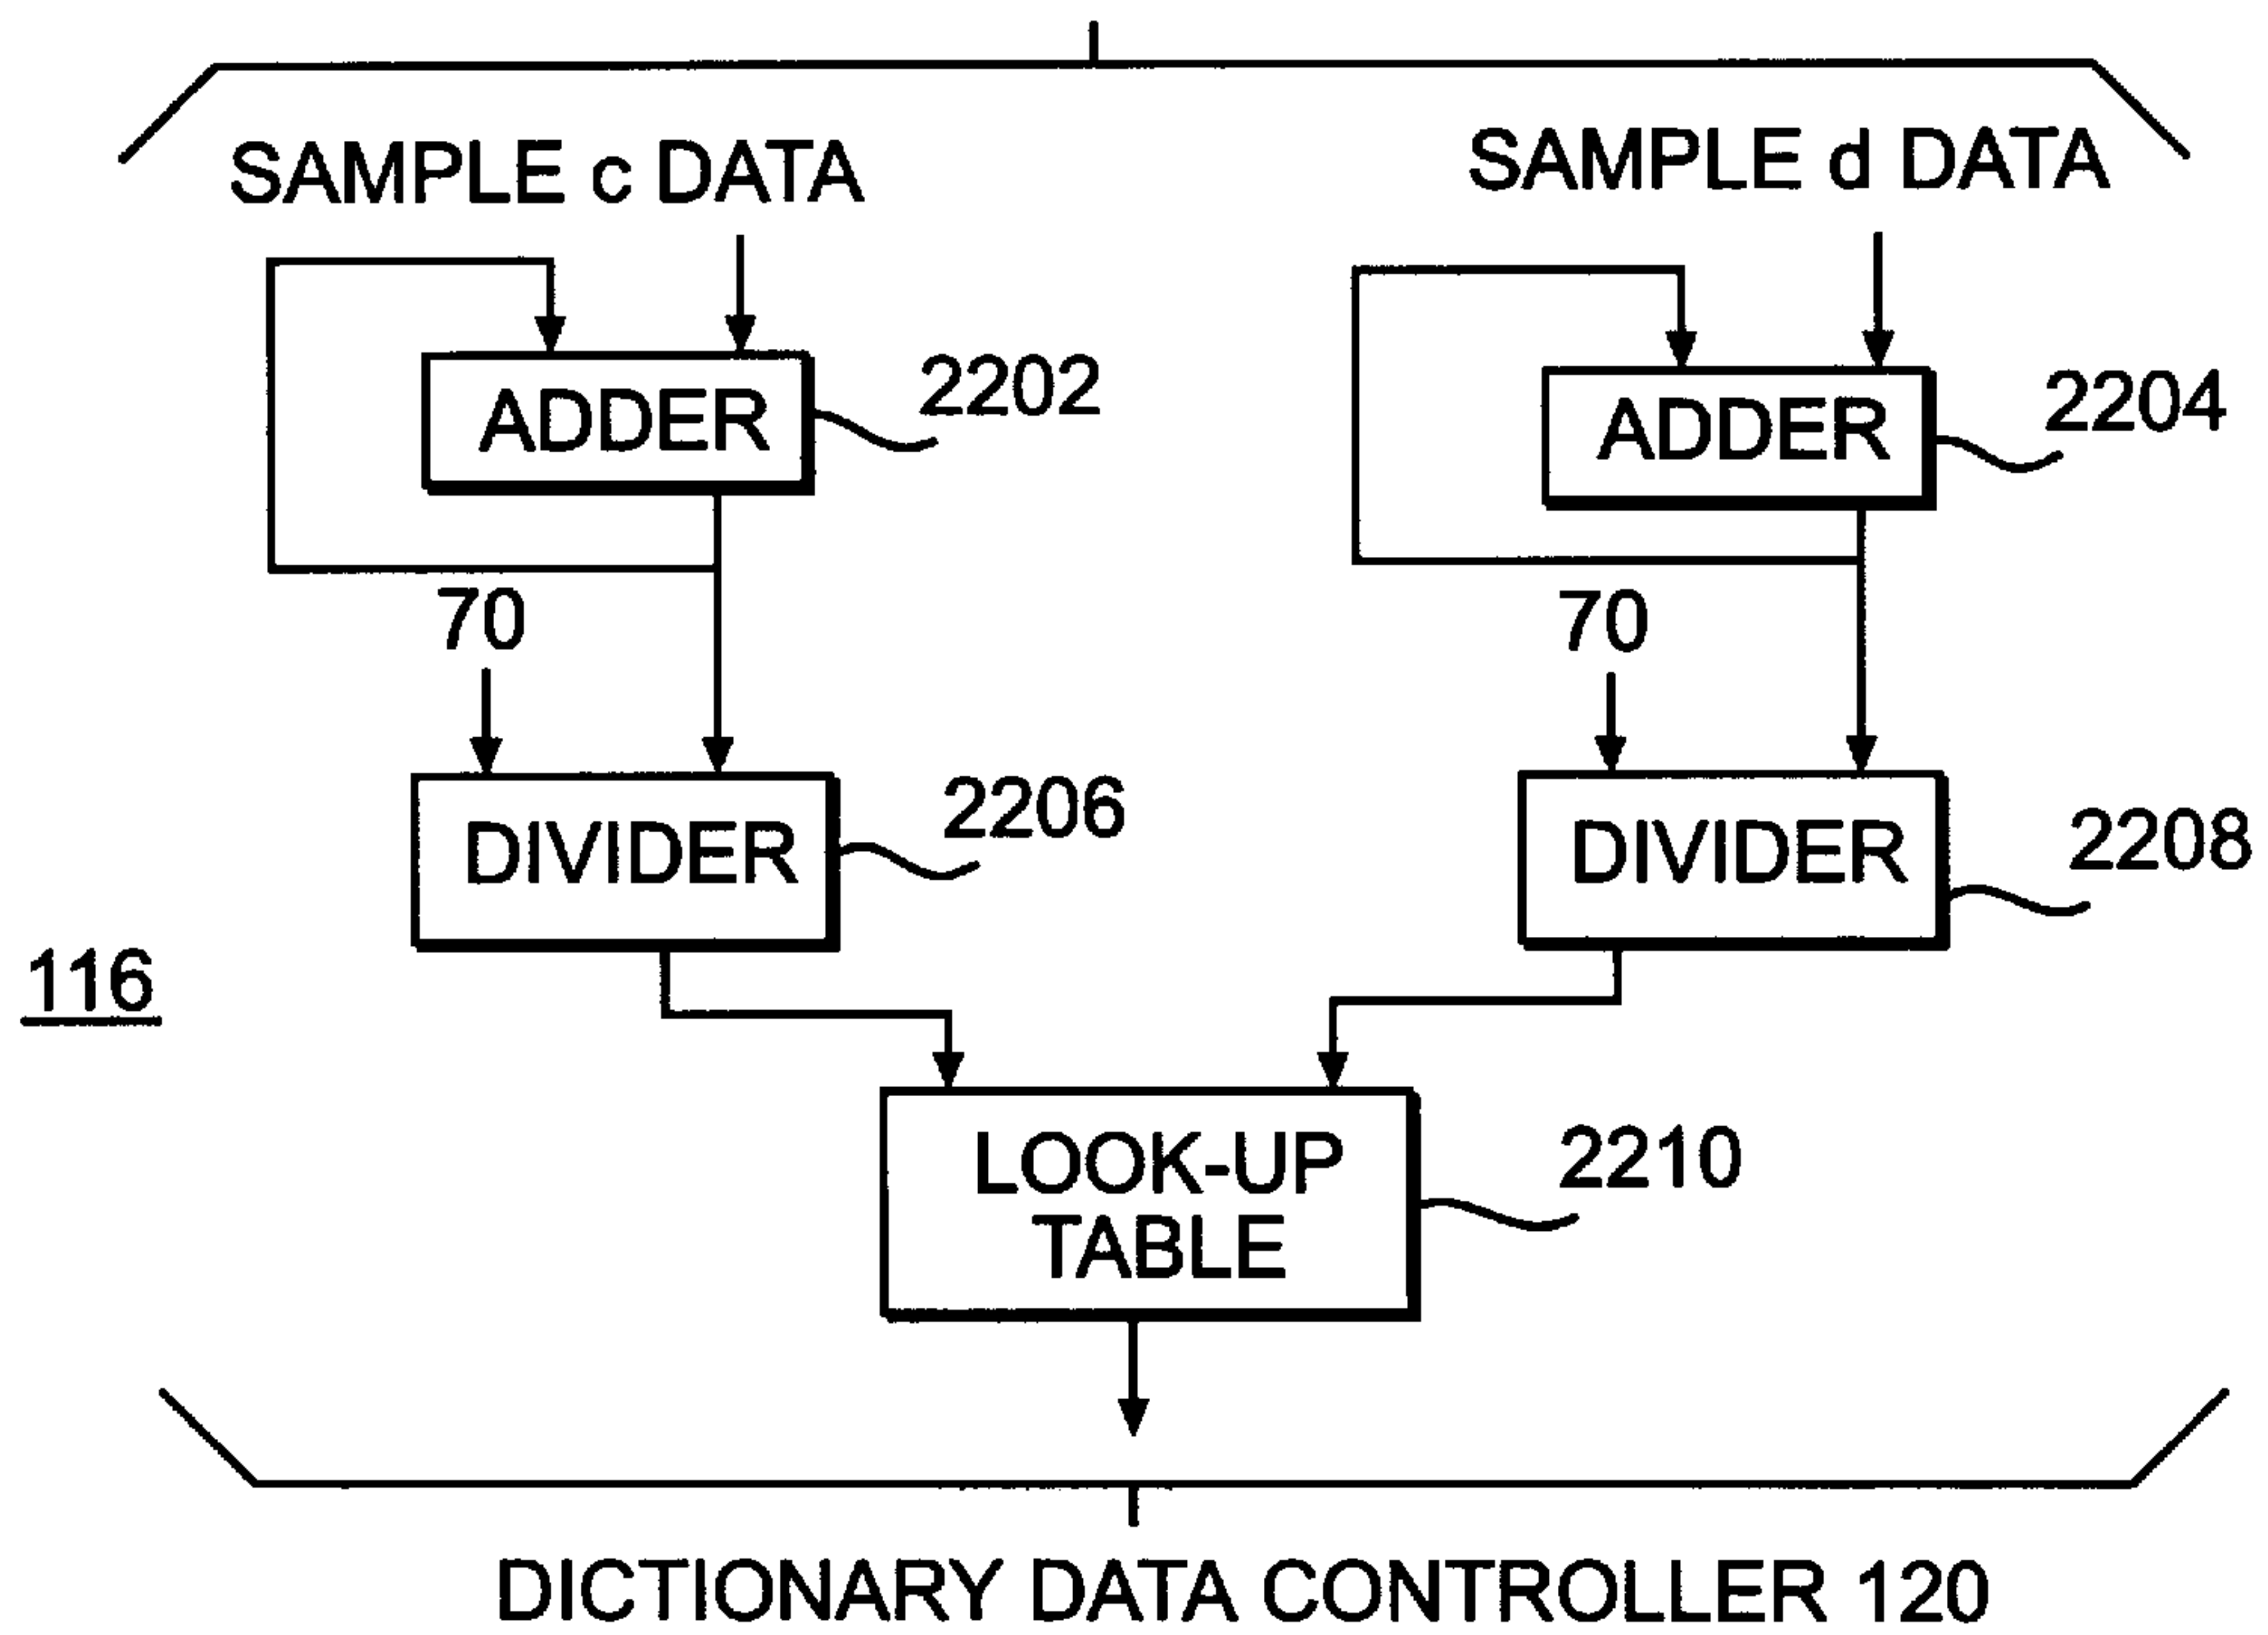 SAMPLE c DATA
SAMPLE d DATA
ADDER
2202
ADDER
2204
70
70
DIVIDER
2206
DIVIDER
2208
116
LOOK-UP
TABLE
2210
DICTIONARY DATA CONTROLLER 120